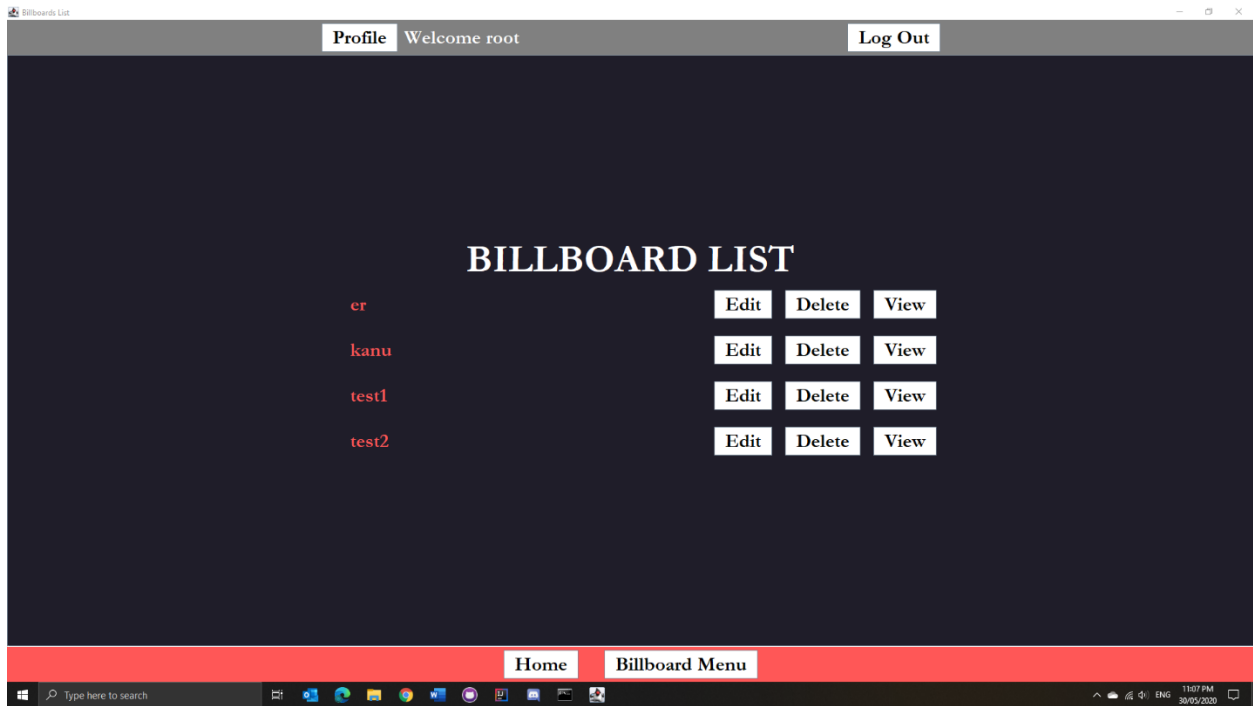 Billboards List
Profile Welcome root Log Out
BILLBOARD LIST
er Edit Delete View
kanu Edit Delete View
test1 Edit Delete View
test2 Edit Delete View
Home Billboard Menu
Type here to search ENG 11:07 PM
30/05/2020